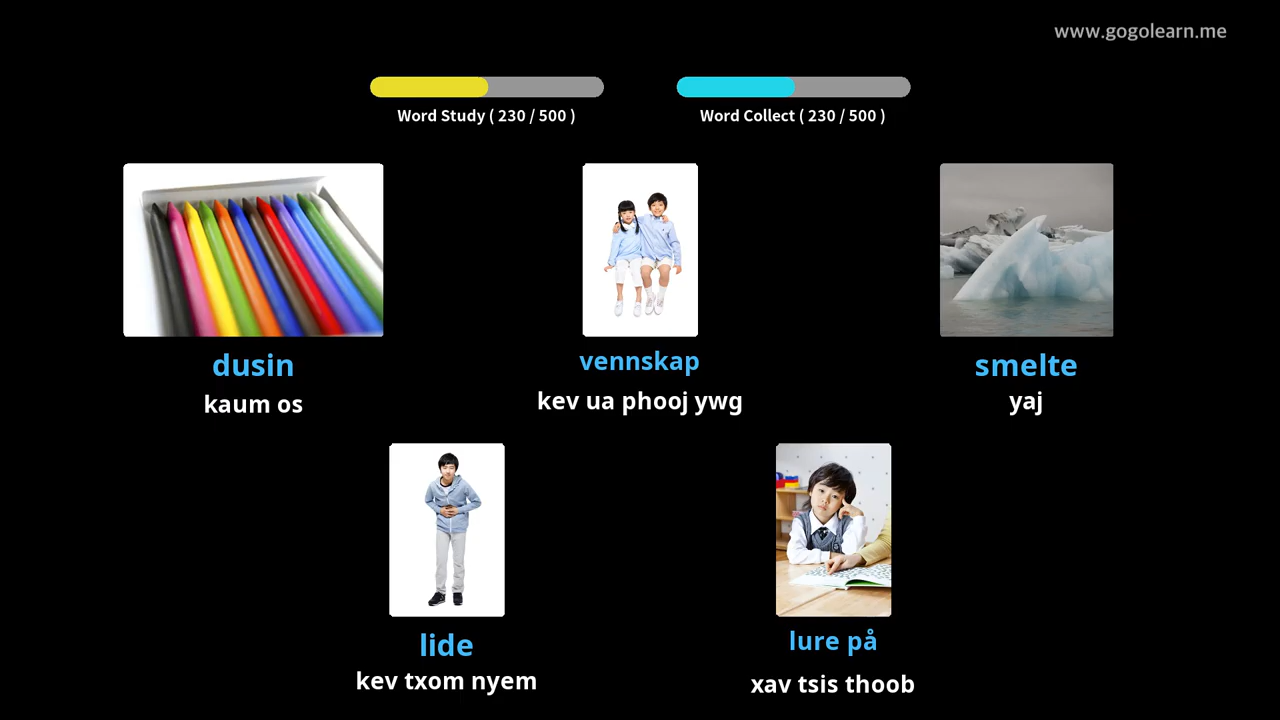 www.gogolearn.me
Word Study ( 230 / 500 )
Word Collect ( 230 / 500 )
dusin
kaum os
vennskap
kev ua phooj ywg
smelte
yaj
lide
kev txom nyem
lure på
xav tsis thoob